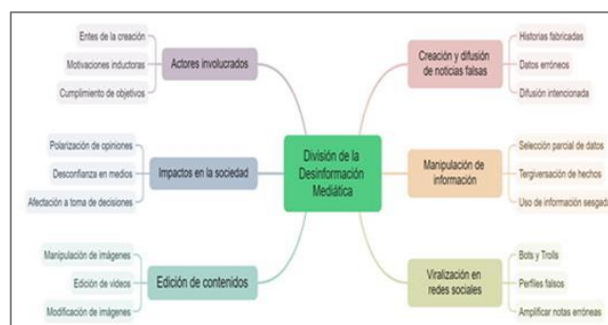 Entes de la creación
Motivaciones inductoras
Cumplimiento de objetivos
Actores involucrados
Polarización de opiniones
Desconfianza en medios
Afectación a toma de decisiones
Impactos en la sociedad
Manipulación de imágenes
Edición de videos
Modificación de imágenes
Edición de contenidos
División de la
Desinformación
Mediática
Creación y difusión
de noticias falsas
Historias fabricadas
Datos erróneos
Difusión intencionada
Manipulación de
información
Selección parcial de datos
Tergiversación de hechos
Uso de información sesgada
Viralización en
redes sociales
Bots y Trolls
Perfiles falsos
Amplificar notas erróneas